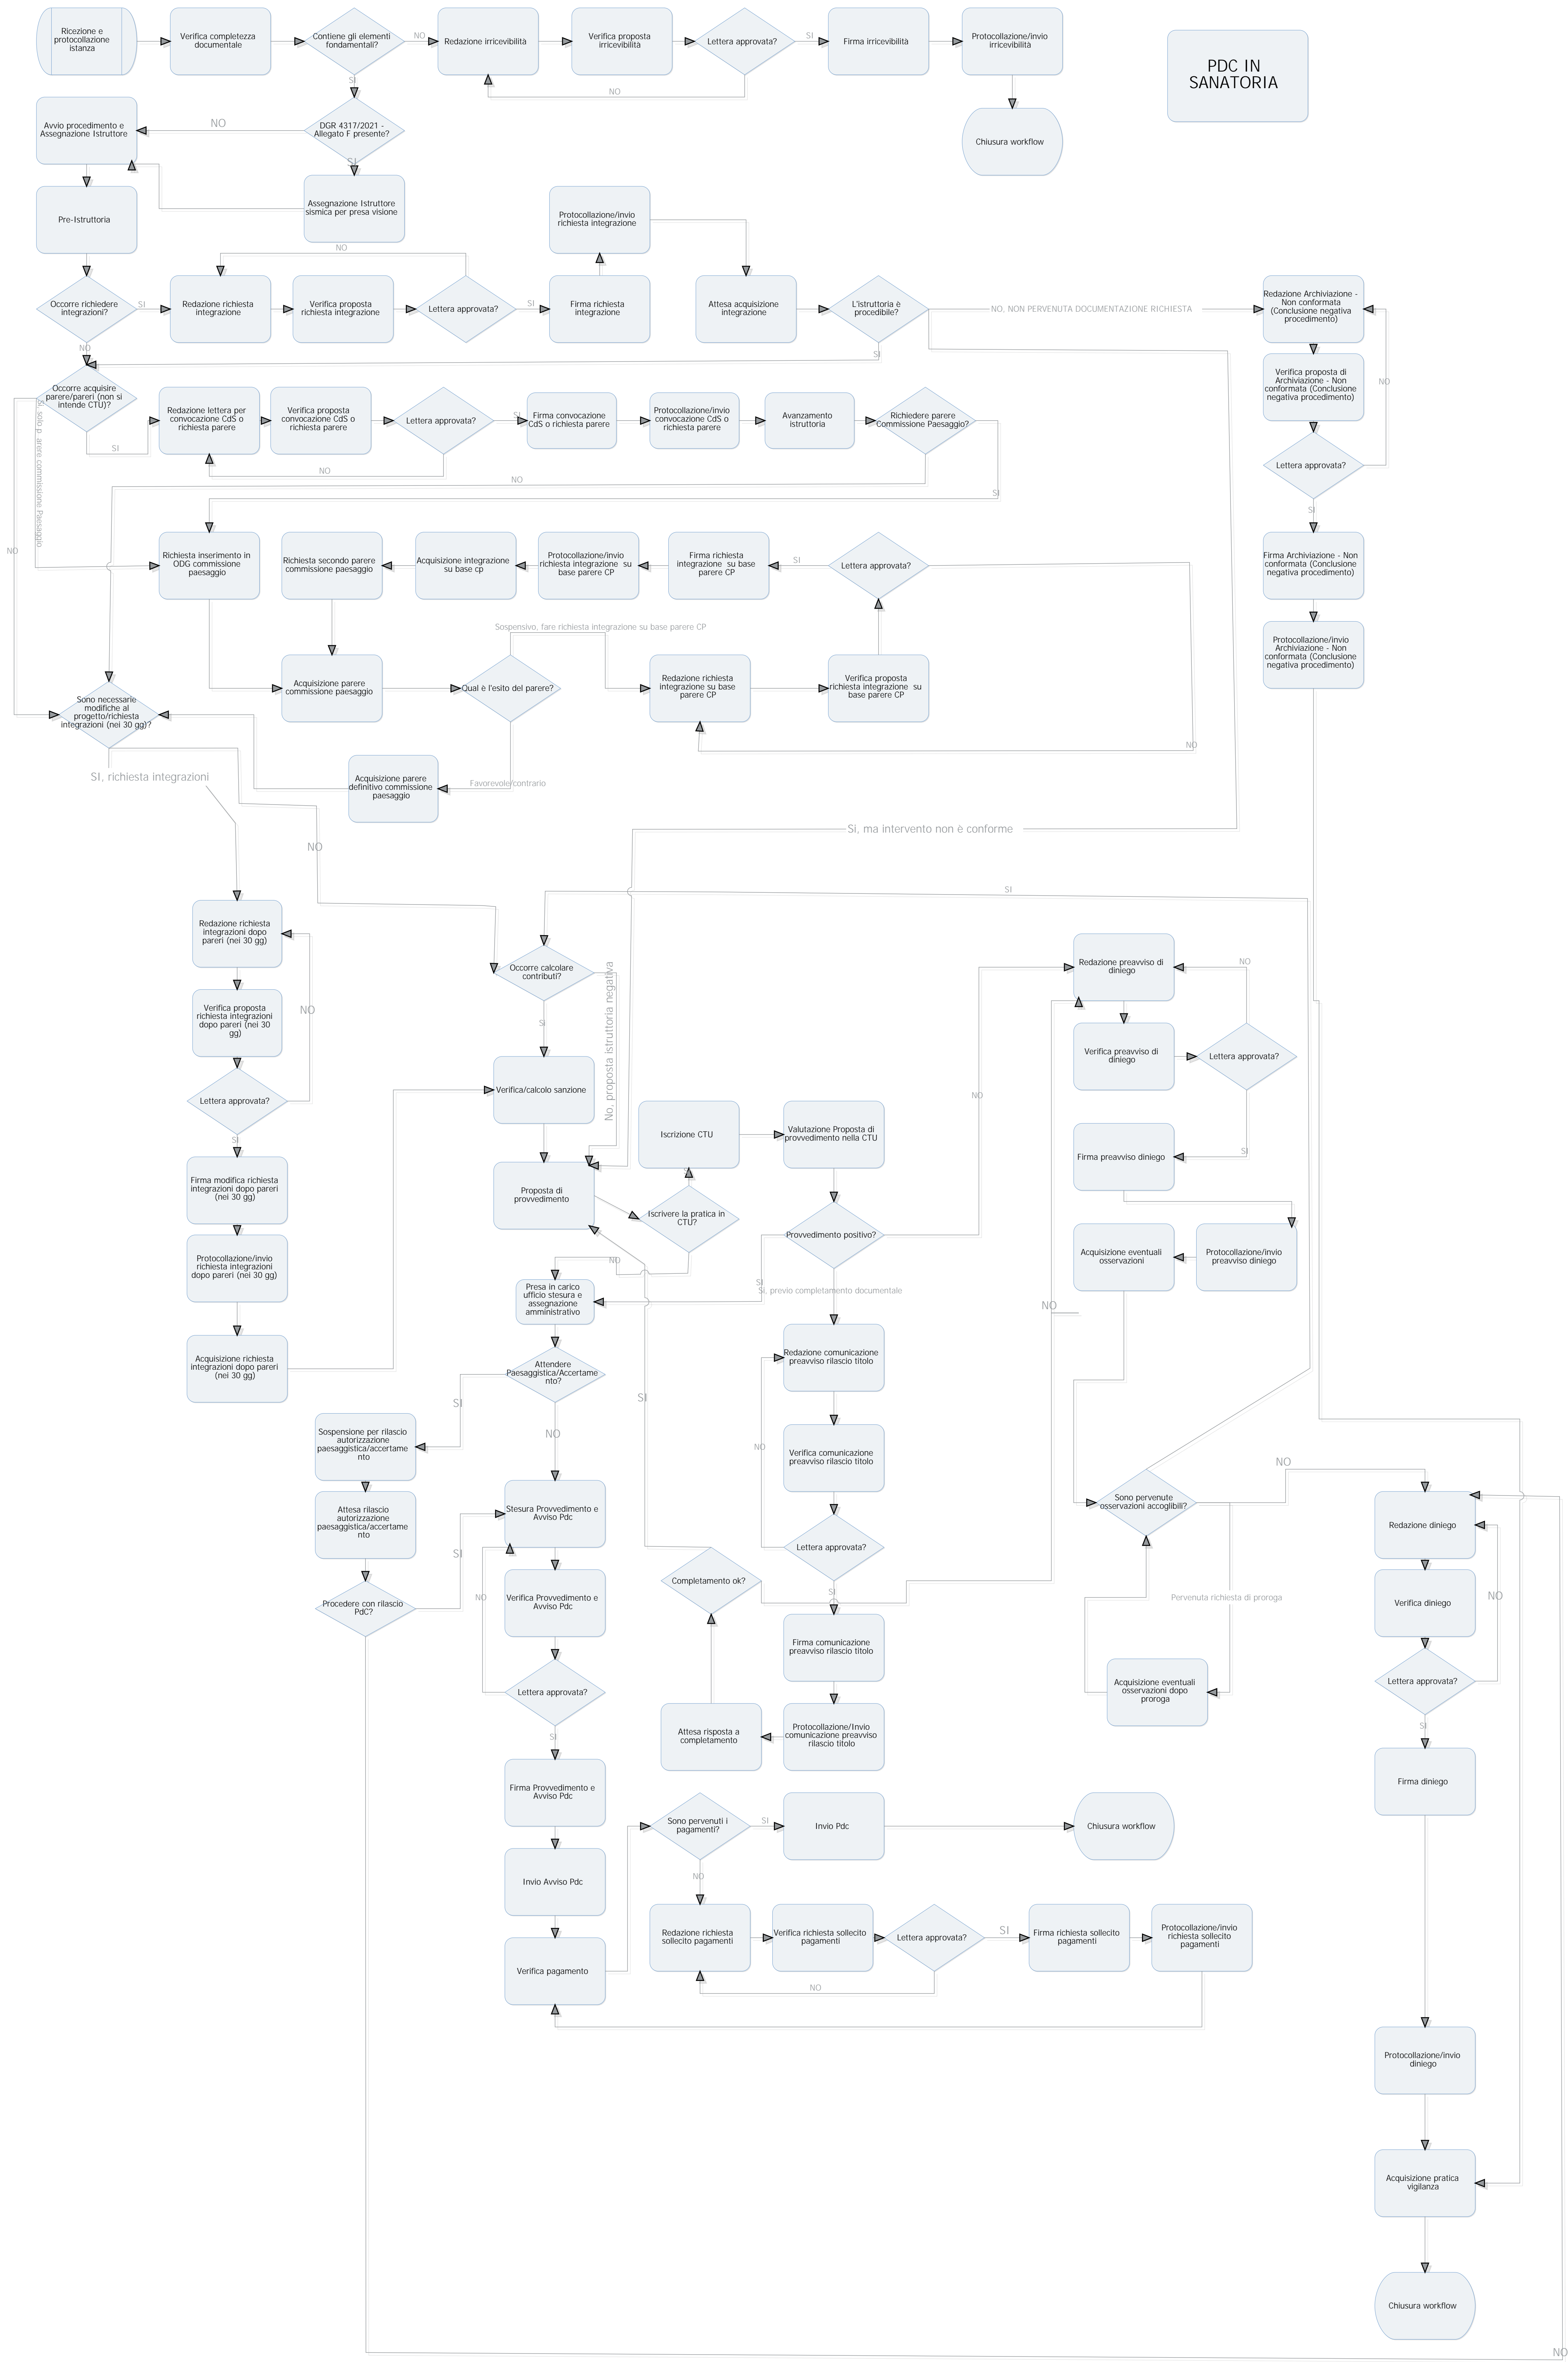 Ricezione e
protocollazione
istanza
Verifica completezza
documentale
Contiene gli elementi
fondamentali?
NO
Redazione irricevibilità
Verifica proposta
irricevibilità
Lettera approvata?
SI
Firma irricevibilità
Protocollazione/invio
irricevibilità
PDC IN
SANATORIA
NO
SI
Chiusura workflow
Avvio procedimento e
Assegnazione Istruttore
NO
DGR 4317/2021 -
Allegato F presente?
SI
Assegnazione Istruttore
sismica per presa visione
Pre-Istruttoria
Protocollazione/invio
richiesta integrazione
NO
Occorre richiedere
integrazioni?
SI
Redazione richiesta
integrazione
Verifica proposta
richiesta integrazione
Lettera approvata?
SI
Firma richiesta
integrazione
Attesa acquisizione
integrazione
L'istruttoria è
procedibile?
NO, NON PERVENUTA DOCUMENTAZIONE RICHIESTA
Redazione Archiviazione -
Non conformata
(Conclusione negativa
procedimento)
NO
SI
Verifica proposta di
Archiviazione - Non
conformata (Conclusione
negativa procedimento)
NO
Occorre acquisire
parere/pareri (non si
intende CTU)?
SI
Redazione lettera per
convocazione CdS o
richiesta parere
Verifica proposta
convocazione CdS o
richiesta parere
Lettera approvata?
SI
Firma convocazione
CdS o richiesta parere
Protocollazione/invio
convocazione CdS o
richiesta parere
Avanzamento
istruttoria
Richiedere parere
Commissione Paesaggio?
NO
NO
SI
Lettera approvata?
SI
Si, solo p arere commissione Paesaggio
NO
Richiesta inserimento in
ODG commissione
paesaggio
Richiesta secondo parere
commissione paesaggio
Acquisizione integrazione
su base cp
Protocollazione/invio
richiesta integrazione su
base parere CP
Firma richiesta
integrazione su base
parere CP
SI
Lettera approvata?
Firma Archiviazione - Non
conformata (Conclusione
negativa procedimento)
Sospensivo, fare richiesta integrazione su base parere CP
Protocollazione/invio
Archiviazione - Non
conformata (Conclusione
negativa procedimento)
Acquisizione parere
commissione paesaggio
Qual è l'esito del parere?
Redazione richiesta
integrazione su base
parere CP
Verifica proposta
richiesta integrazione su
base parere CP
NO
Sono necessarie
modifiche al
progetto/richiesta
integrazioni (nei 30 gg)?
SI, richiesta integrazioni
Acquisizione parere
definitivo commissione
paesaggio
Favorevole/contrario
Si, ma intervento non è conforme
NO
SI
Redazione richiesta
integrazioni dopo
pareri (nei 30 gg)
Verifica proposta
richiesta integrazioni
dopo pareri (nei 30
gg)
NO
Lettera approvata?
SI
Firma modifica richiesta
integrazioni dopo pareri
(nei 30 gg)
Protocollazione/invio
richiesta integrazioni
dopo pareri (nei 30 gg)
Acquisizione richiesta
integrazioni dopo pareri
(nei 30 gg)
Occorre calcolare
contributi?
SI
No, proposta istruttoria negativa
Verifica/calcolo sanzione
Proposta di
provvedimento
Iscrizione CTU
Iscrivere la pratica in
CTU?
NO
Valutazione Proposta di
provvedimento nella CTU
Provvedimento positivo?
NO
SI
Si, previo completamento documentale
Redazione preavviso di
diniego
NO
Verifica preavviso di
diniego
Lettera approvata?
SI
Firma preavviso diniego
Acquisizione eventuali
osservazioni
Protocollazione/invio
preavviso diniego
NO
Presa in carico
ufficio stesura e
assegnazione
amministrativo
Attendere
Paesaggistica/Accertame
nto?
SI
NO
Sospensione per rilascio
autorizzazione
paesaggistica/accertame
nto
Attesa rilascio
autorizzazione
paesaggistica/accertame
nto
Procedere con rilascio
PdC?
SI
Stesura Provvedimento e
Avviso Pdc
NO
Verifica Provvedimento e
Avviso Pdc
Lettera approvata?
SI
Firma Provvedimento e
Avviso Pdc
Invio Avviso Pdc
Verifica pagamento
SI
Redazione comunicazione
preavviso rilascio titolo
NO
Verifica comunicazione
preavviso rilascio titolo
Lettera approvata?
SI
Completamento ok?
Firma comunicazione
preavviso rilascio titolo
Attesa risposta a
completamento
Protocollazione/Invio
comunicazione preavviso
rilascio titolo
Sono pervenute
osservazioni accoglibili?
NO
Pervenuta richiesta di proroga
Acquisizione eventuali
osservazioni dopo
proroga
Redazione diniego
NO
Verifica diniego
Lettera approvata?
SI
Firma diniego
Sono pervenuti i
pagamenti?
SI
Invio Pdc
Chiusura workflow
NO
Redazione richiesta
sollecito pagamenti
Verifica richiesta sollecito
pagamenti
Lettera approvata?
SI
Firma richiesta sollecito
pagamenti
Protocollazione/invio
richiesta sollecito
pagamenti
NO
Protocollazione/invio
diniego
Acquisizione pratica
vigilanza
Chiusura workflow
NO